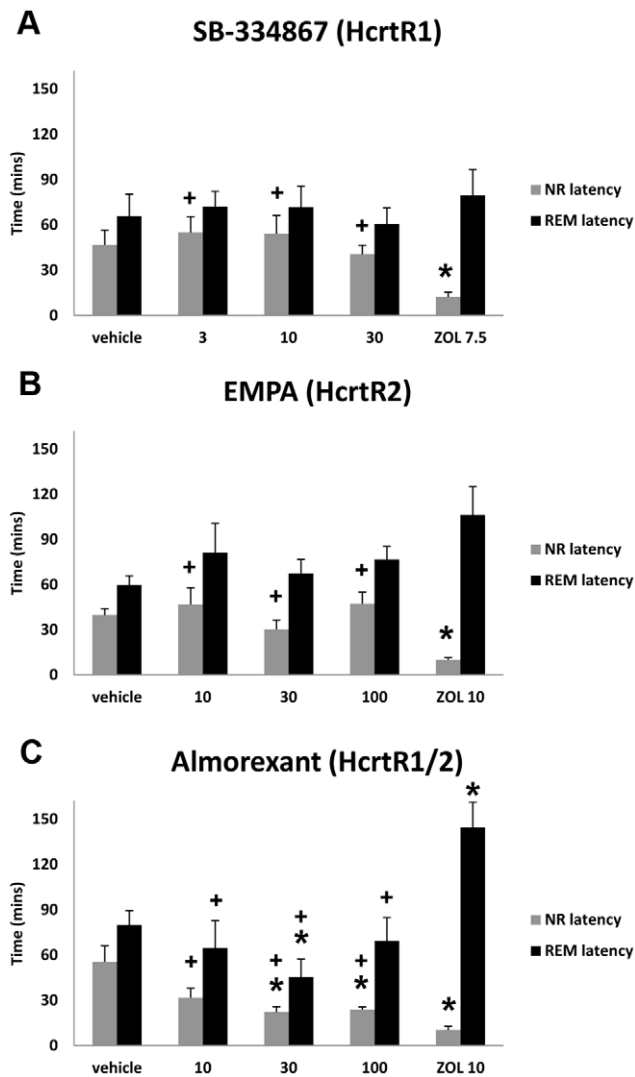 A
SB-334867 (HcrtR1)
150
120
90
60
30
0
Time (mins)
+
+
+
*
NR latency
REM latency
vehicle 3 10 30 ZOL 7.5
B
EMPA (HcrtR2)
150
120
90
60
30
0
Time (mins)
+
+
+
*
NR latency
REM latency
vehicle 10 30 100 ZOL 10
C
Almorexant (HcrtR1/2)
150
120
90
60
30
0
Time (mins)
*
+ + +
*
+ + +
* * *
NR latency
REM latency
vehicle 10 30 100 ZOL 10